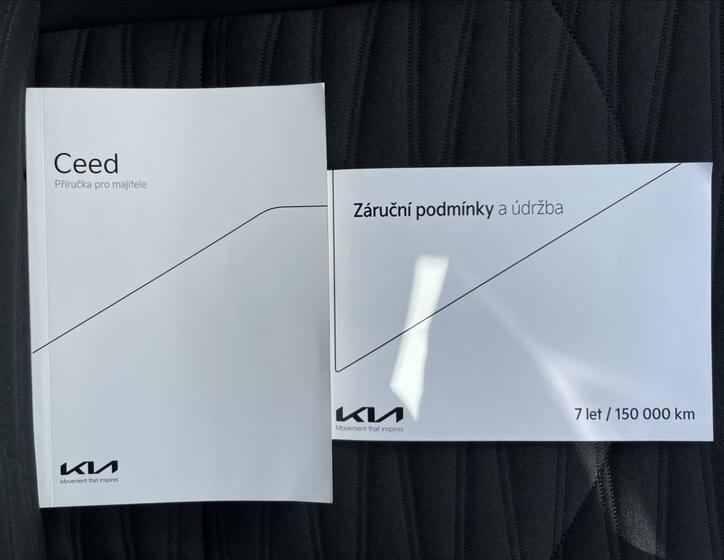 Ceed
Příručka pro majitele
KIA
Movement that inspires
Záruční podmínky a údržba
7 let / 150 000 km
KIA
Movement that inspires